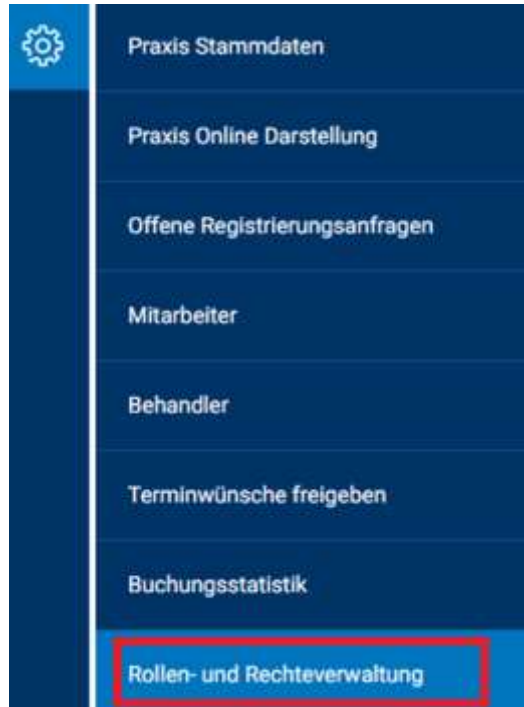 Praxis Stammdaten
Praxis Online Darstellung
Offene Registrierungsanfragen
Mitarbeiter
Behandler
Terminwünsche freigeben
Buchungsstatistik
Rollen- und Rechteverwaltung